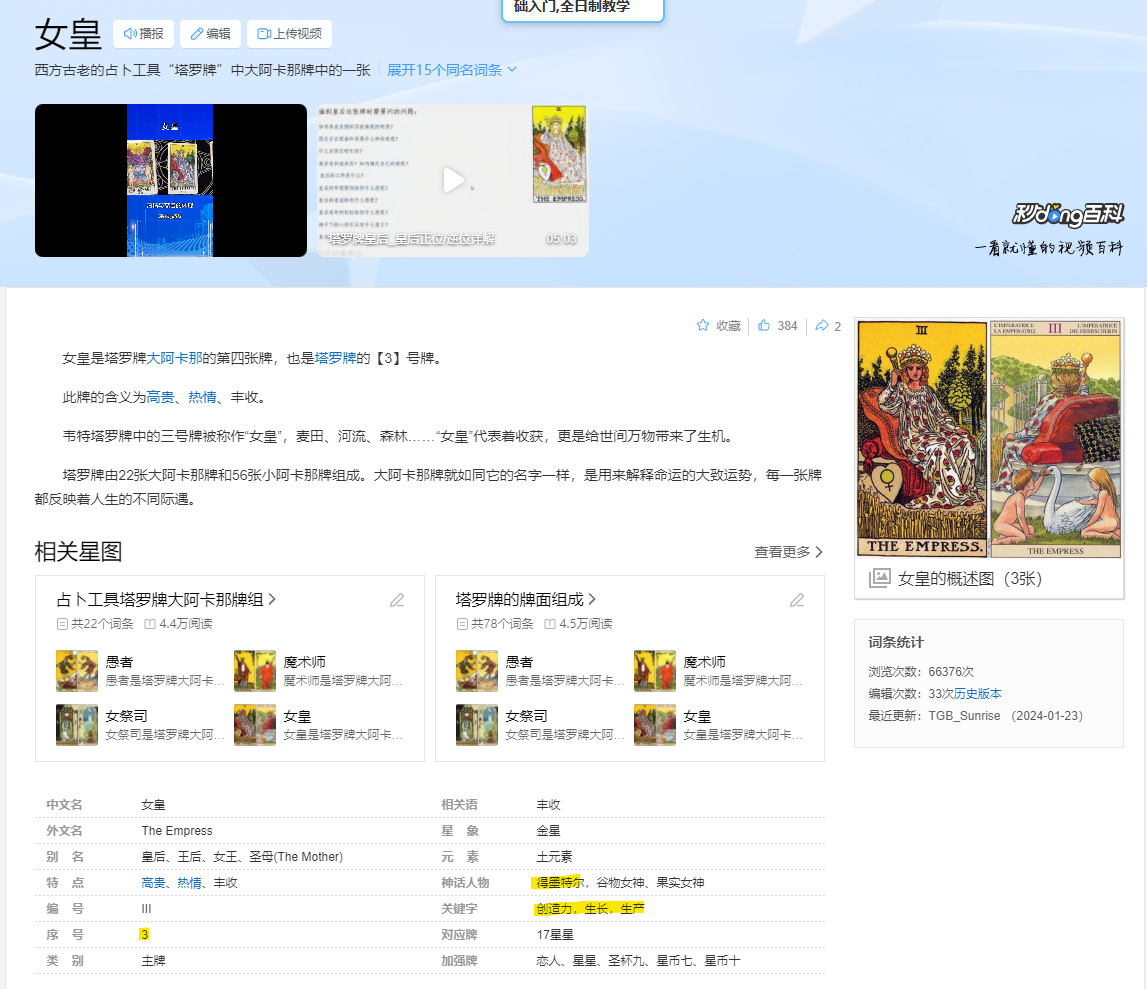 础入门,全日制教学
女皇
播报
编辑
上传视频
西方古老的占卜工具“塔罗牌”中大阿卡那牌中的一张
展开15个同名词条
女皇
抽到皇后这张牌时需要问的问题:
THE EMPRESS.
塔罗牌皇后_皇后正位/逆位详解
05:03
秒dong百科
一看就懂的视频百科
收藏
384
2
女皇是塔罗牌大阿卡那的第四张牌，也是塔罗牌的【3】号牌。
此牌的含义为高贵、热情、丰收。
韦特塔罗牌中的三号牌被称作“女皇”，麦田、河流、森林……“女皇”代表着收获，更是给世间万物带来了生机。
塔罗牌由22张大阿卡那牌和56张小阿卡那牌组成。大阿卡那牌就如同它的名字一样，是用来解释命运的大致运势，每一张牌
都反映着人生的不同际遇。
III
THE EMPRESS.
L'IMPERATRICE
LA EMPERATRIZ
III
L'IMPÉRATRICE
DIE HERRSCHERIN
THE EMPRESS
女皇的概述图（3张）
相关星图
查看更多
占卜工具塔罗牌大阿卡那牌组
共22个词条
4.4万阅读
愚者
愚者是塔罗牌大阿卡...
魔术师
魔术师是塔罗牌大阿...
女祭司
女祭司是塔罗牌大阿...
女皇
女皇是塔罗牌大阿卡...
塔罗牌的牌面组成
共78个词条
4.5万阅读
愚者
愚者是塔罗牌大阿卡...
魔术师
魔术师是塔罗牌大阿...
女祭司
女祭司是塔罗牌大阿...
女皇
女皇是塔罗牌大阿卡...
词条统计
浏览次数：66376次
编辑次数：33次历史版本
最近更新：TGB_Sunrise （2024-01-23）
中文名 女皇
外文名 The Empress
别 名 皇后、王后、女王、圣母(The Mother)
特 点 高贵、热情、丰收
编 号 III
序 号 3
类 别 主牌
相关语 丰收
星 象 金星
元 素 土元素
神话人物 得墨特尔，谷物女神、果实女神
关键字 创造力，生长，生产
对应牌 17星星
加强牌 恋人、星星、圣杯九、星币七、星币十